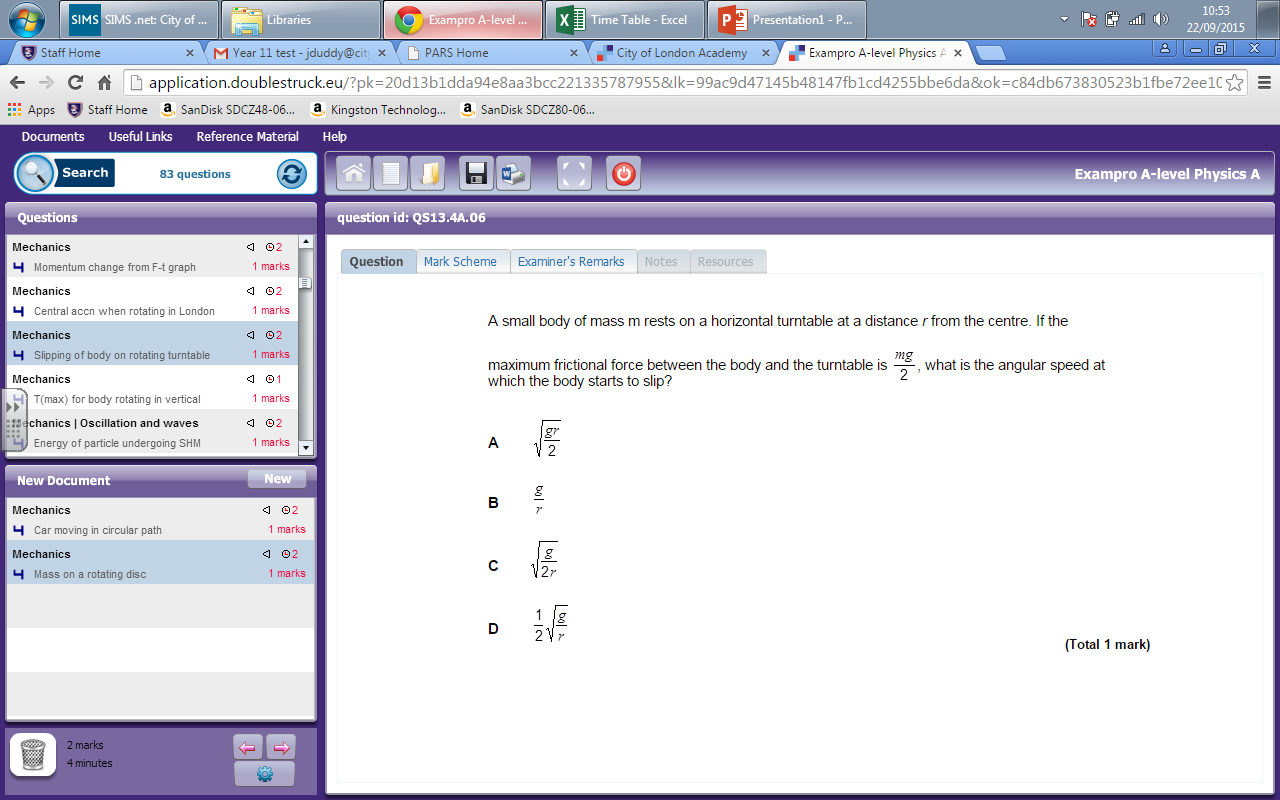 SIMS SIMS .net: City of ... Libraries Exampro A-level ... Time Table - Excel Presentation1 - P... 10:53
22/09/2015
Staff Home Year 11 test - jduddy@cit PARS Home City of London Academy Exampro A-level Physics A
application.doublestruck.eu/?pk=20d13b1dda94e8aa3bcc221335787955&lk=99ac9d47145b48147fb1cd4255bbe6da&ok=c84db673830523b1fbe72ee10
Apps Staff Home SanDisk SDCZ48-06... Kingston Technolog... SanDisk SDCZ80-06...
Documents Useful Links Reference Material Help
Search 83 questions Exampro A-level Physics A
Questions
Mechanics 2
4 Momentum change from F-t graph 1 marks
Mechanics 2
4 Central accn when rotating in London 1 marks
Mechanics 2
4 Slipping of body on rotating turntable 1 marks
Mechanics 1
T(max) for body rotating in vertical 1 marks
chanics | Oscillation and waves 2
Energy of particle undergoing SHM 1 marks
New Document New
Mechanics 2
4 Car moving in circular path 1 marks
Mechanics 2
4 Mass on a rotating disc 1 marks
2 marks
4 minutes
question id: QS13.4A.06
Question Mark Scheme Examiner's Remarks Notes Resources
A small body of mass m rests on a horizontal turntable at a distance r from the centre. If the
maximum frictional force between the body and the turntable is mg/2, what is the angular speed at
which the body starts to slip?
A √(gr/2)
B g/r
C √(g/2r)
D 1/2 √(g/r)
(Total 1 mark)